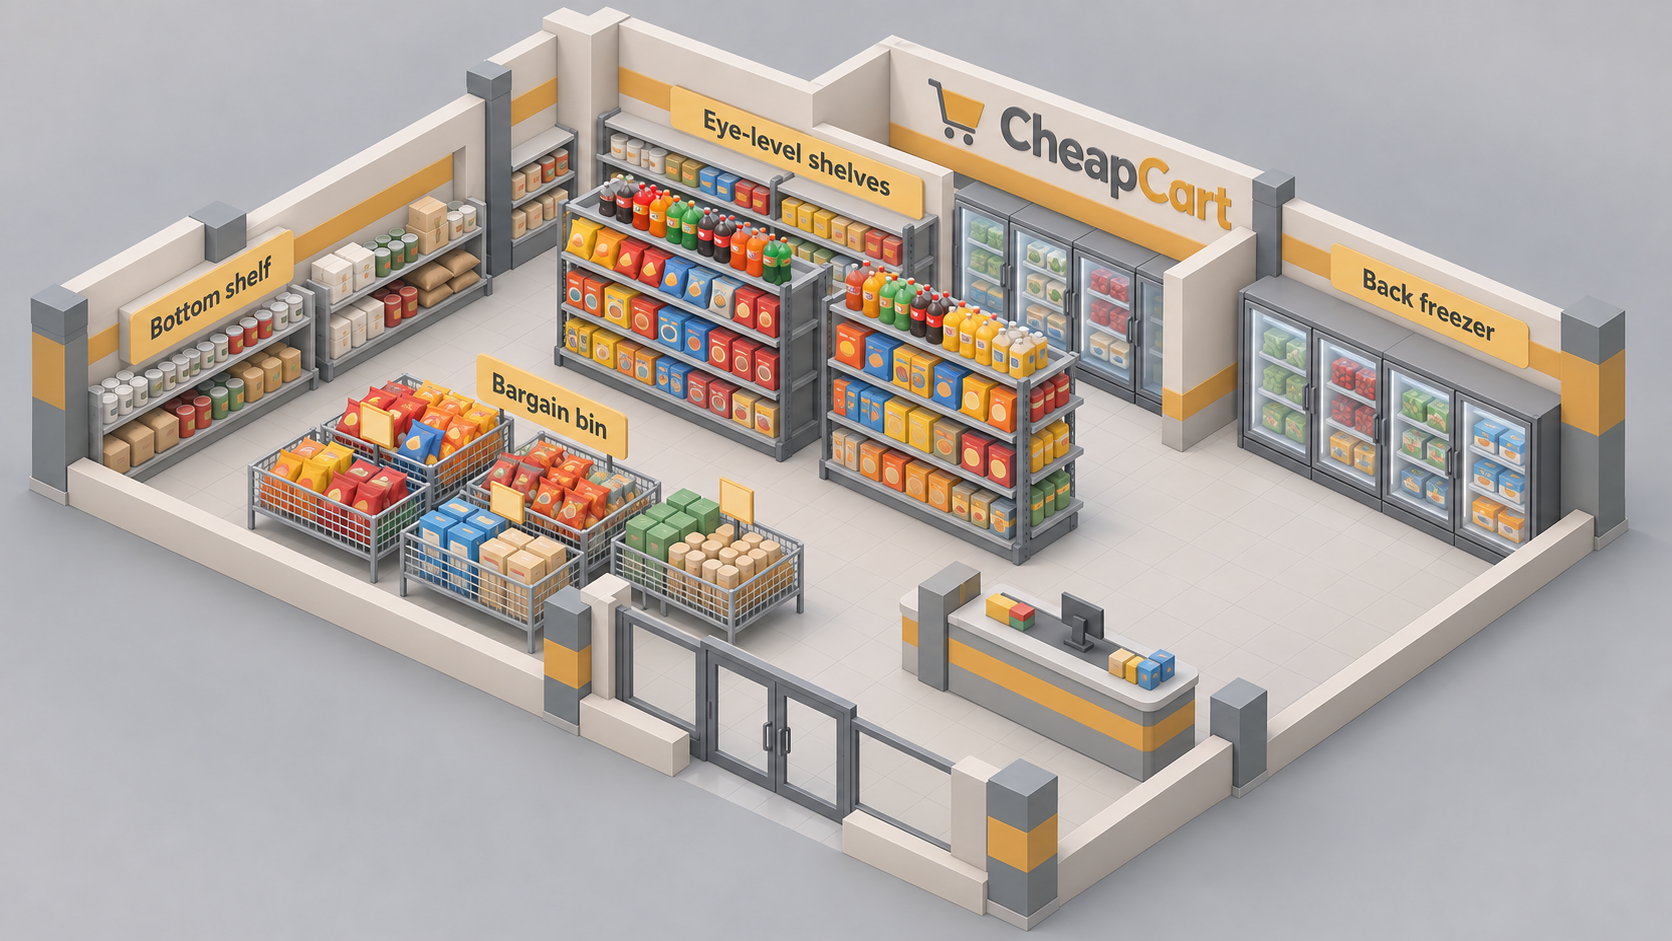 Eye-level shelves
CheapCart
Bottom shelf
Back freezer
Bargain bin